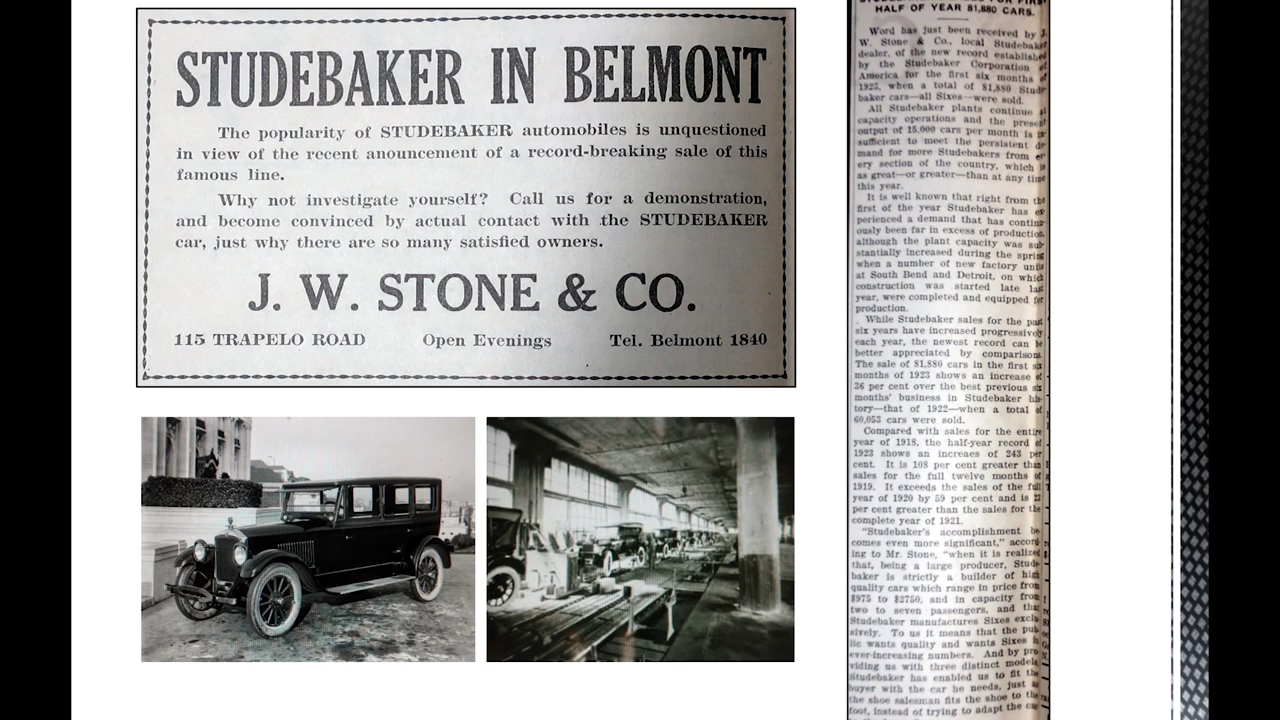 STUDEBAKER IN BELMONT
The popularity of STUDEBAKER automobiles is unquestioned
in view of the recent anouncement of a record-breaking sale of this
famous line.
Why not investigate yourself? Call us for a demonstration,
and become convinced by actual contact with the STUDEBAKER
car, just why there are so many satisfied owners.
J. W. STONE & CO.
115 TRAPELO ROAD Open Evenings Tel. Belmont 1840
HALF OF YEAR 81,880 CARS.
Word has just been received by J.
W. Stone & Co., local Studebaker
dealer, of the new record established
by the Studebaker Corporation of
America for the first six months of
1923, when a total of 81,880 Stude-
baker cars—all Sixes—were sold.
All Studebaker plants continue at
capacity operations and the present
output of 15,000 cars per month is in-
sufficient to meet the persistent de-
mand for more Studebakers from ev-
ery section of the country, which is
as great—or greater—than at any time
this year.
It is well known that right from the
first of the year Studebaker has ex-
perienced a demand that has contin-
ously been far in excess of production,
although the plant capacity was sub-
stantially increased during the spring
when a number of new factory units
at South Bend and Detroit, on which
construction was started late last
year, were completed and equipped for
production.
While Studebaker sales for the past
six years have increased progressively
each year, the newest record can be
better appreciated by comparisons.
The sale of 81,880 cars in the first six
months of 1923 shows an increase of
36 per cent over the best previous six
months' business in Studebaker his-
tory—that of 1922—when a total of
60,053 cars were sold.
Compared with sales for the entire
year of 1918, the half-year record of
1923 shows an increaes of 243 per
cent. It is 108 per cent greater than
sales for the full twelve months of
1919. It exceeds the sales of the full
year of 1920 by 59 per cent and is
per cent greater than the sales for the
complete year of 1921.
"Studebaker's accomplishment be-
comes even more significant," accord-
ing to Mr. Stone, "when it is realized
that, being a large producer, Stude-
baker is strictly a builder of high
quality cars which range in price from
$975 to $2750, and in capacity from
two to seven passengers, and that
Studebaker manufactures Sixes exclu-
sively. To us it means that the pub-
lic wants quality and wants Sixes in
ever-increasing numbers. And by pro-
viding us with three distinct models
Studebaker has enabled us to fit the
buyer with the car he needs, just as
the shoe salesman fits the shoe to the
foot, instead of trying to adapt the car